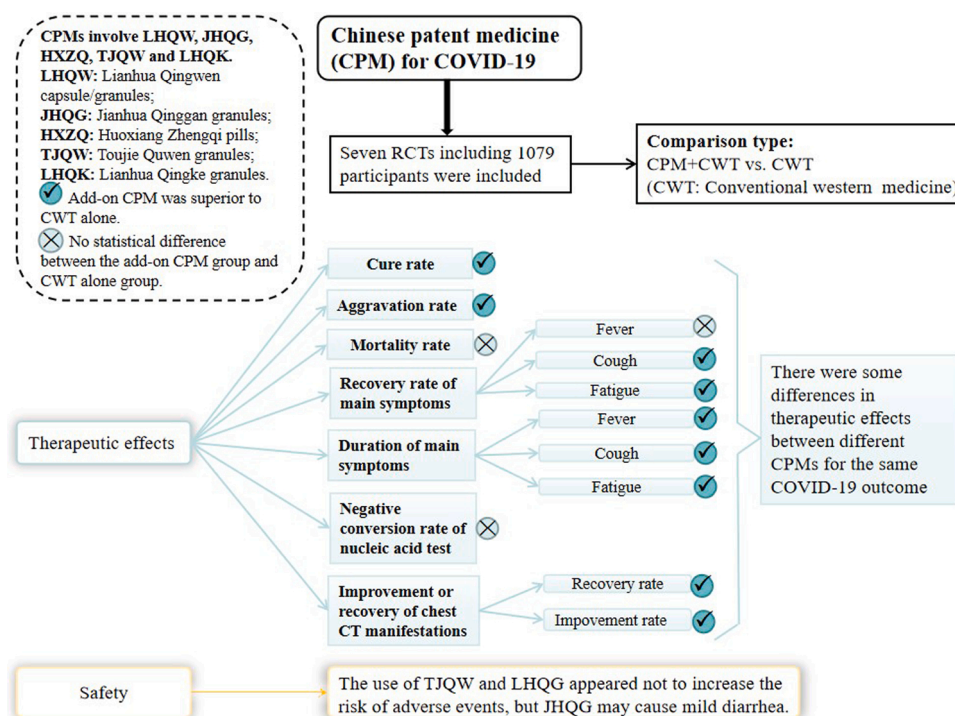 CPMs involve LHQW, JHQG,
HXZQ, TJQW and LHQK.
LHQW: Lianhua Qingwen
capsule/granules;
JHQG: Jianhua Qinggan granules;
HXZQ: Huoxiang Zhengqi pills;
TJQW: Toujie Quwen granules;
LHQK: Lianhua Qingke granules.
Add-on CPM was superior to
CWT alone.
No statistical difference
between the add-on CPM group and
CWT alone group.
Chinese patent medicine
(CPM) for COVID-19
Seven RCTs including 1079
participants were included
Comparison type:
CPM+CWT vs. CWT
(CWT: Conventional western medicine)
Therapeutic effects
Cure rate
Aggravation rate
Mortality rate
Recovery rate of
main symptoms
Fever
Cough
Fatigue
Duration of main
symptoms
Fever
Cough
Fatigue
Negative
conversion rate of
nucleic acid test
Improvement or
recovery of chest
CT manifestations
Recovery rate
Impovement rate
There were some
differences in
therapeutic effects
between different
CPMs for the same
COVID-19 outcome
Safety
The use of TJQW and LHQG appeared not to increase the
risk of adverse events, but JHQG may cause mild diarrhea.